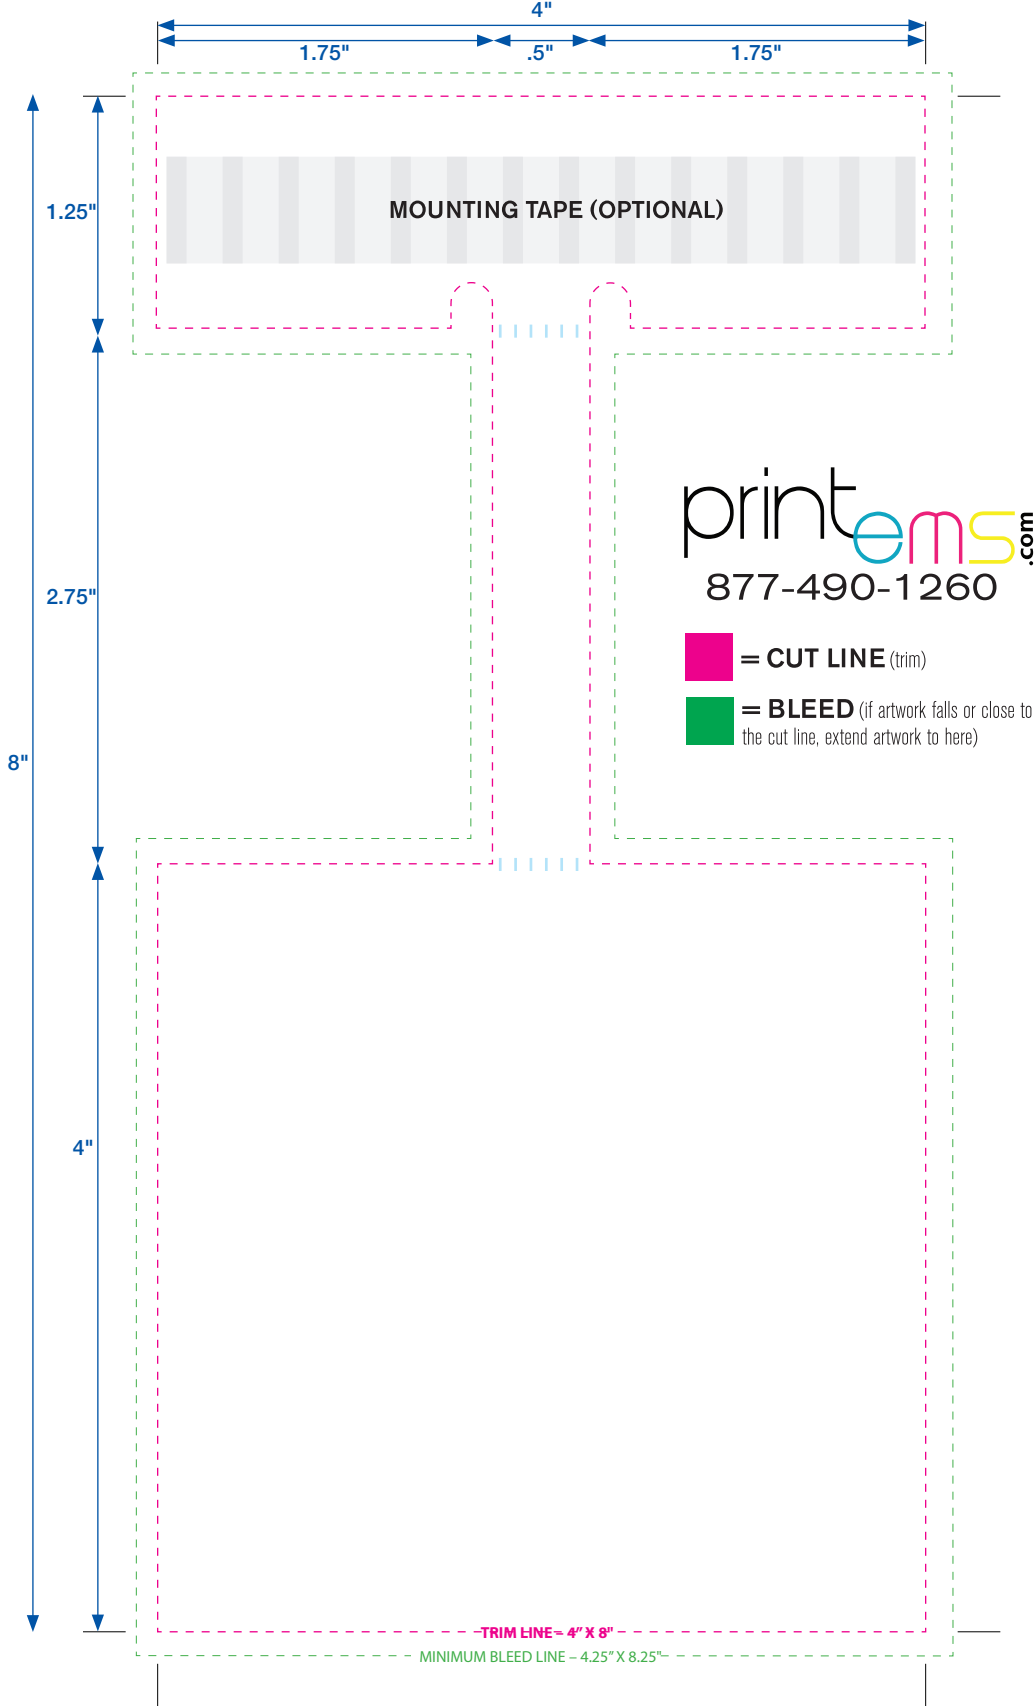 4"
1.75" .5" 1.75"
1.25"
MOUNTING TAPE (OPTIONAL)
printems.com
877-490-1260
2.75"
= CUT LINE (trim)
= BLEED (if artwork falls or close to
the cut line, extend artwork to here)
8"
4"
TRIM LINE – 4” X 8"
MINIMUM BLEED LINE – 4.25” X 8.25"